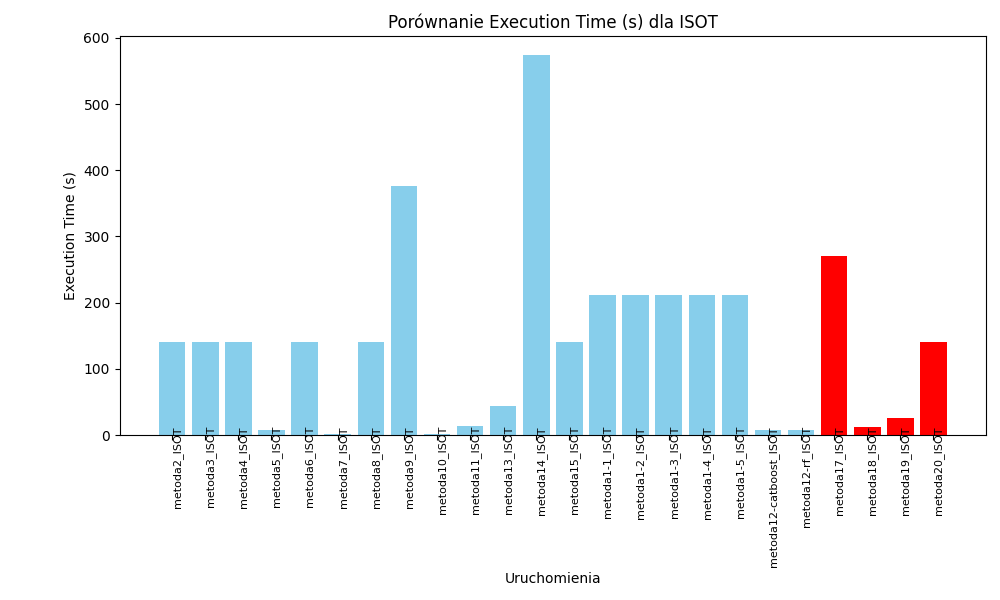 Porównanie Execution Time (s) dla ISOT
Execution Time (s)
600
500
400
300
200
100
0
metoda2_ISOT
metoda3_ISOT
metoda4_ISOT
metoda5_ISOT
metoda6_ISOT
metoda7_ISOT
metoda8_ISOT
metoda9_ISOT
metoda10_ISOT
metoda11_ISOT
metoda13_ISOT
metoda14_ISOT
metoda15_ISOT
metoda1-1_ISOT
metoda1-2_ISOT
metoda1-3_ISOT
metoda1-4_ISOT
metoda1-5_ISOT
metoda12-catboost_ISOT
metoda12-rf_ISOT
metoda17_ISOT
metoda18_ISOT
metoda19_ISOT
metoda20_ISOT
Uruchomienia